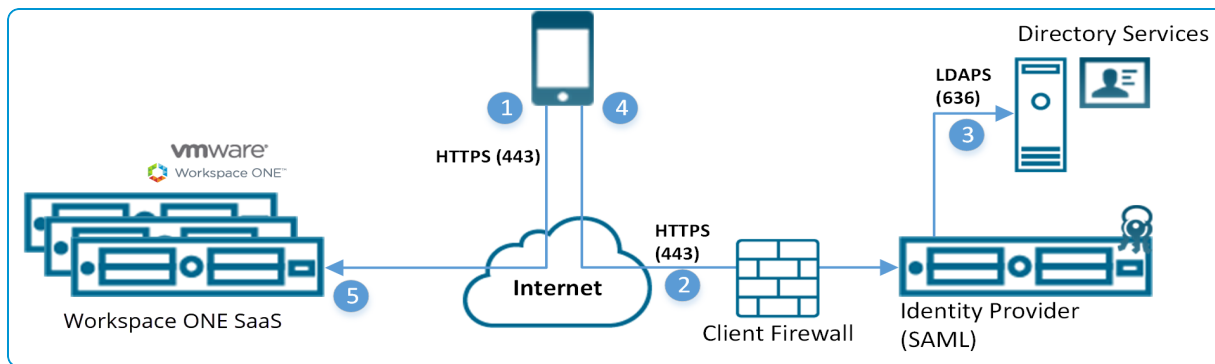 Directory Services
LDAPS
(636)
1
4
3
HTTPS (443)
vmware®
Workspace ONE™
HTTPS
(443)
Internet
2
5
Workspace ONE SaaS
Client Firewall
Identity Provider
(SAML)